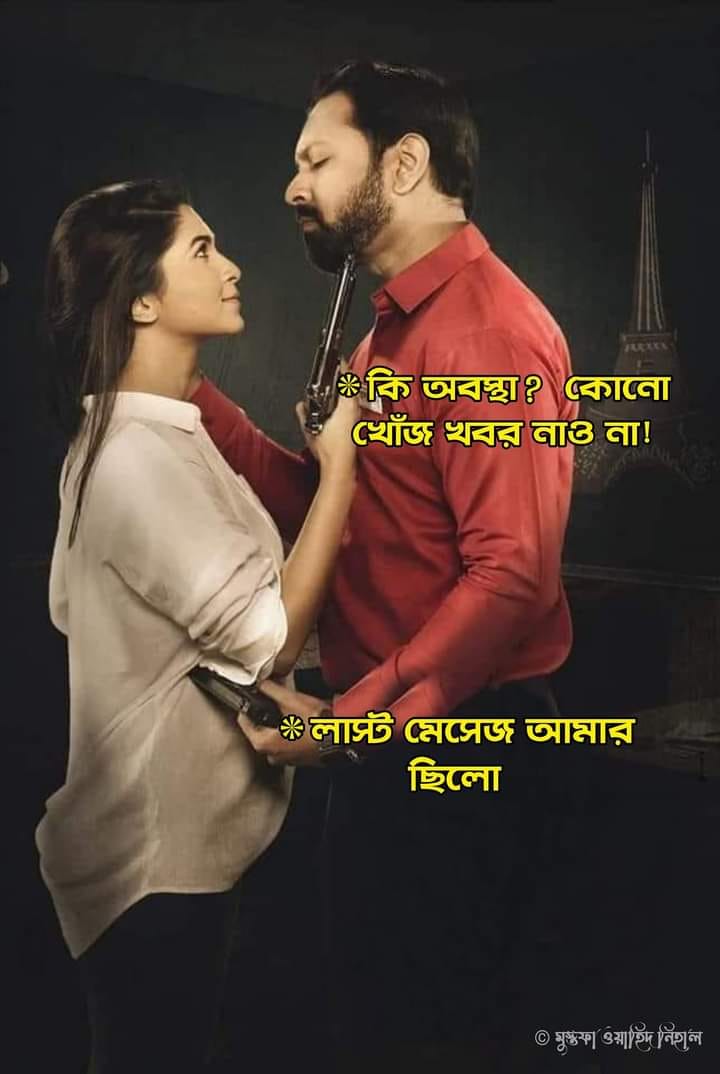 * কি অবস্থা? কোনো
খোঁজ খবর নাও না!
* লাস্ট মেসেজ আমার
ছিলো
© মুস্তফা ওয়াহিদ নিহাল